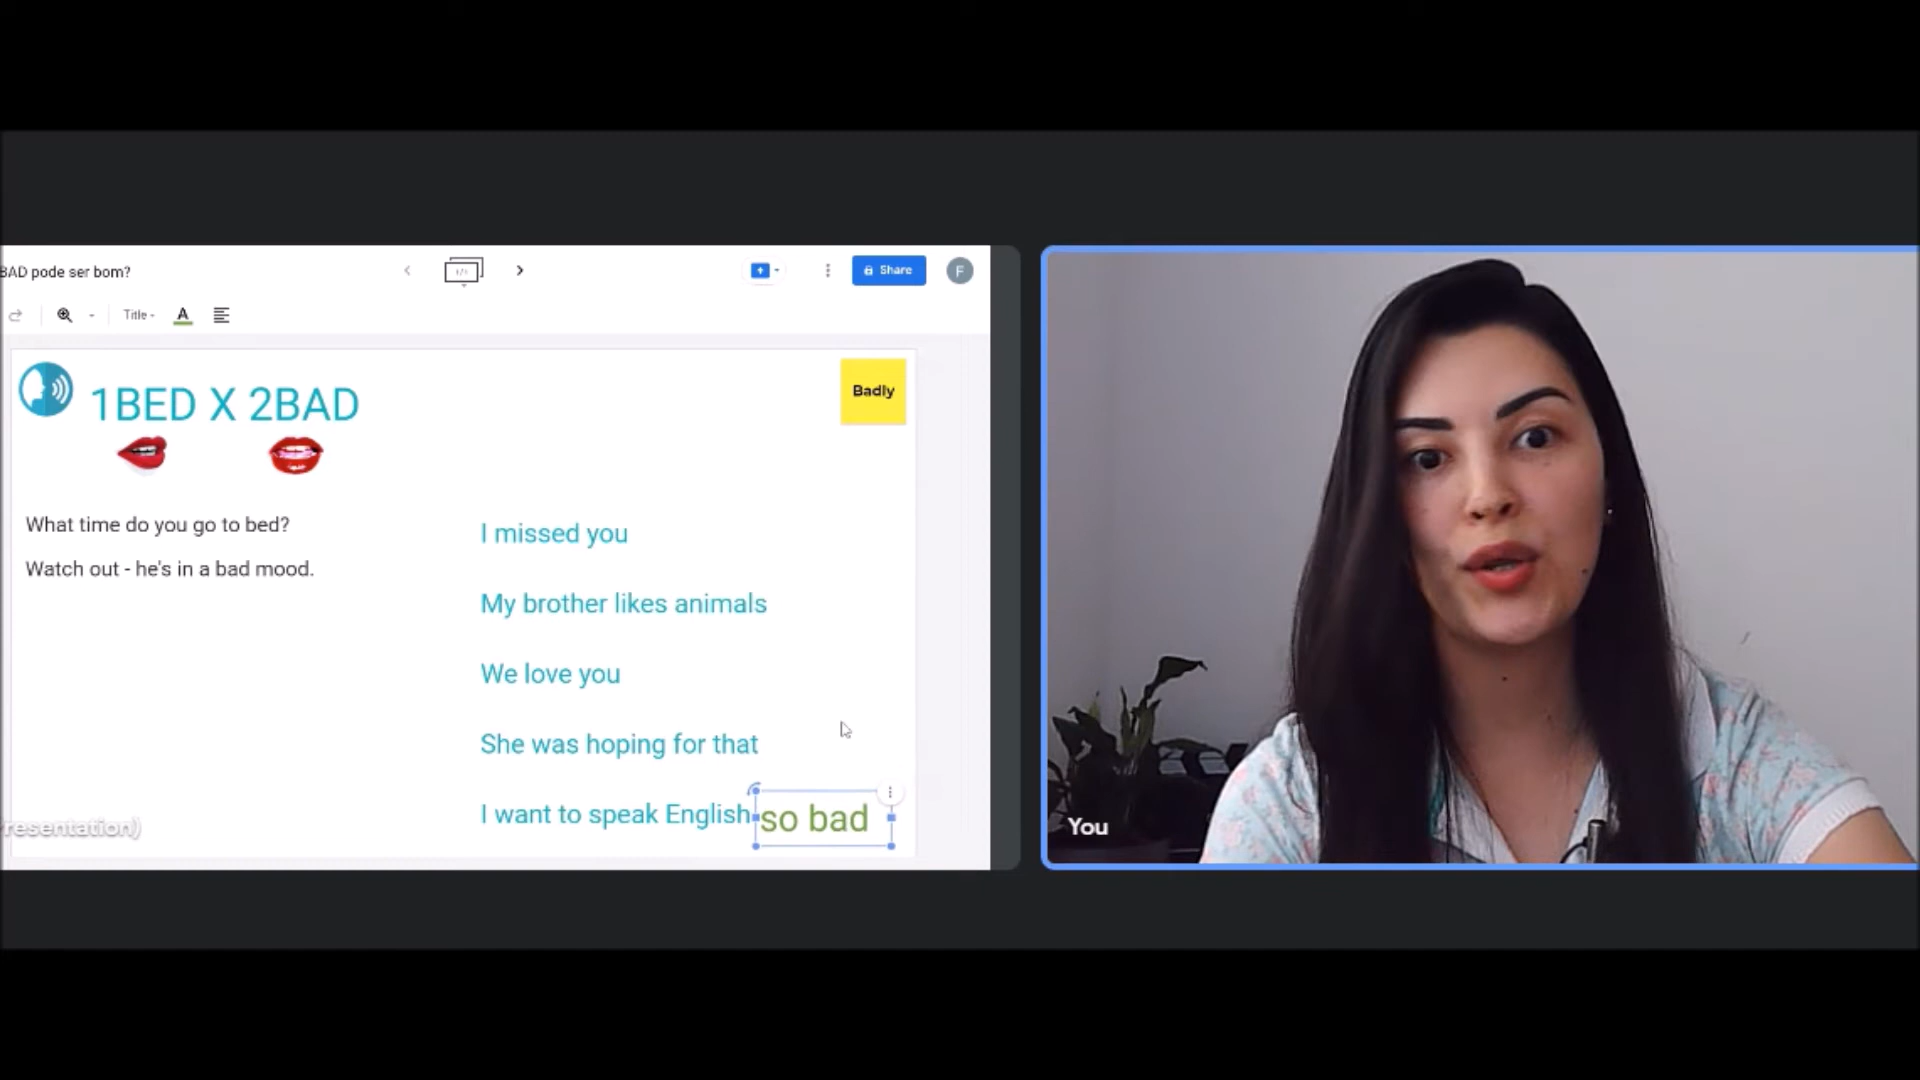 BAD pode ser bom?
Share
F
Title
A
1BED X 2BAD
Badly
What time do you go to bed?
Watch out - he's in a bad mood.
I missed you
My brother likes animals
We love you
She was hoping for that
I want to speak English
so bad
resentation)
You